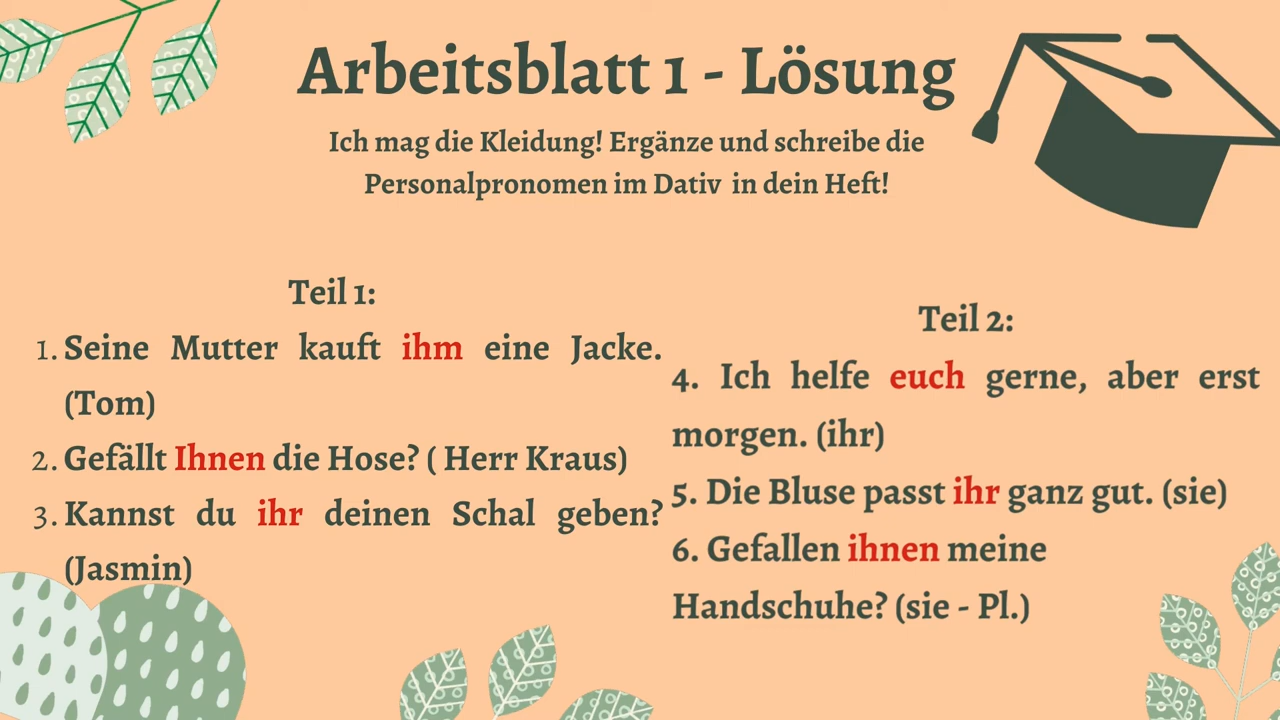 Arbeitsblatt 1 - Lösung
Ich mag die Kleidung! Ergänze und schreibe die
Personalpronomen im Dativ in dein Heft!
Teil 1:
1. Seine Mutter kauft ihm eine Jacke.
(Tom)
2. Gefällt Ihnen die Hose? ( Herr Kraus)
3. Kannst du ihr deinen Schal geben?
(Jasmin)
Teil 2:
4. Ich helfe euch gerne, aber erst
morgen. (ihr)
5. Die Bluse passt ihr ganz gut. (sie)
6. Gefallen ihnen meine
Handschuhe? (sie - Pl.)